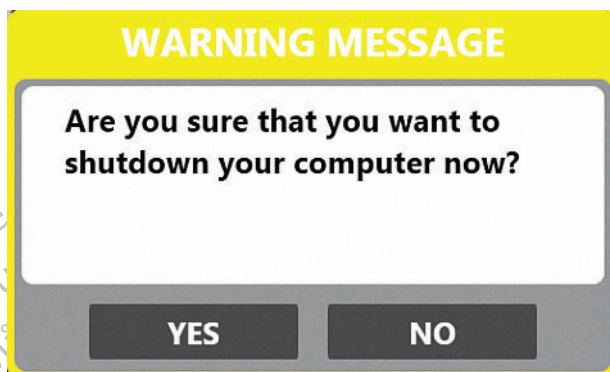 WARNING MESSAGE
Are you sure that you want to
shutdown your computer now?
YES
NO